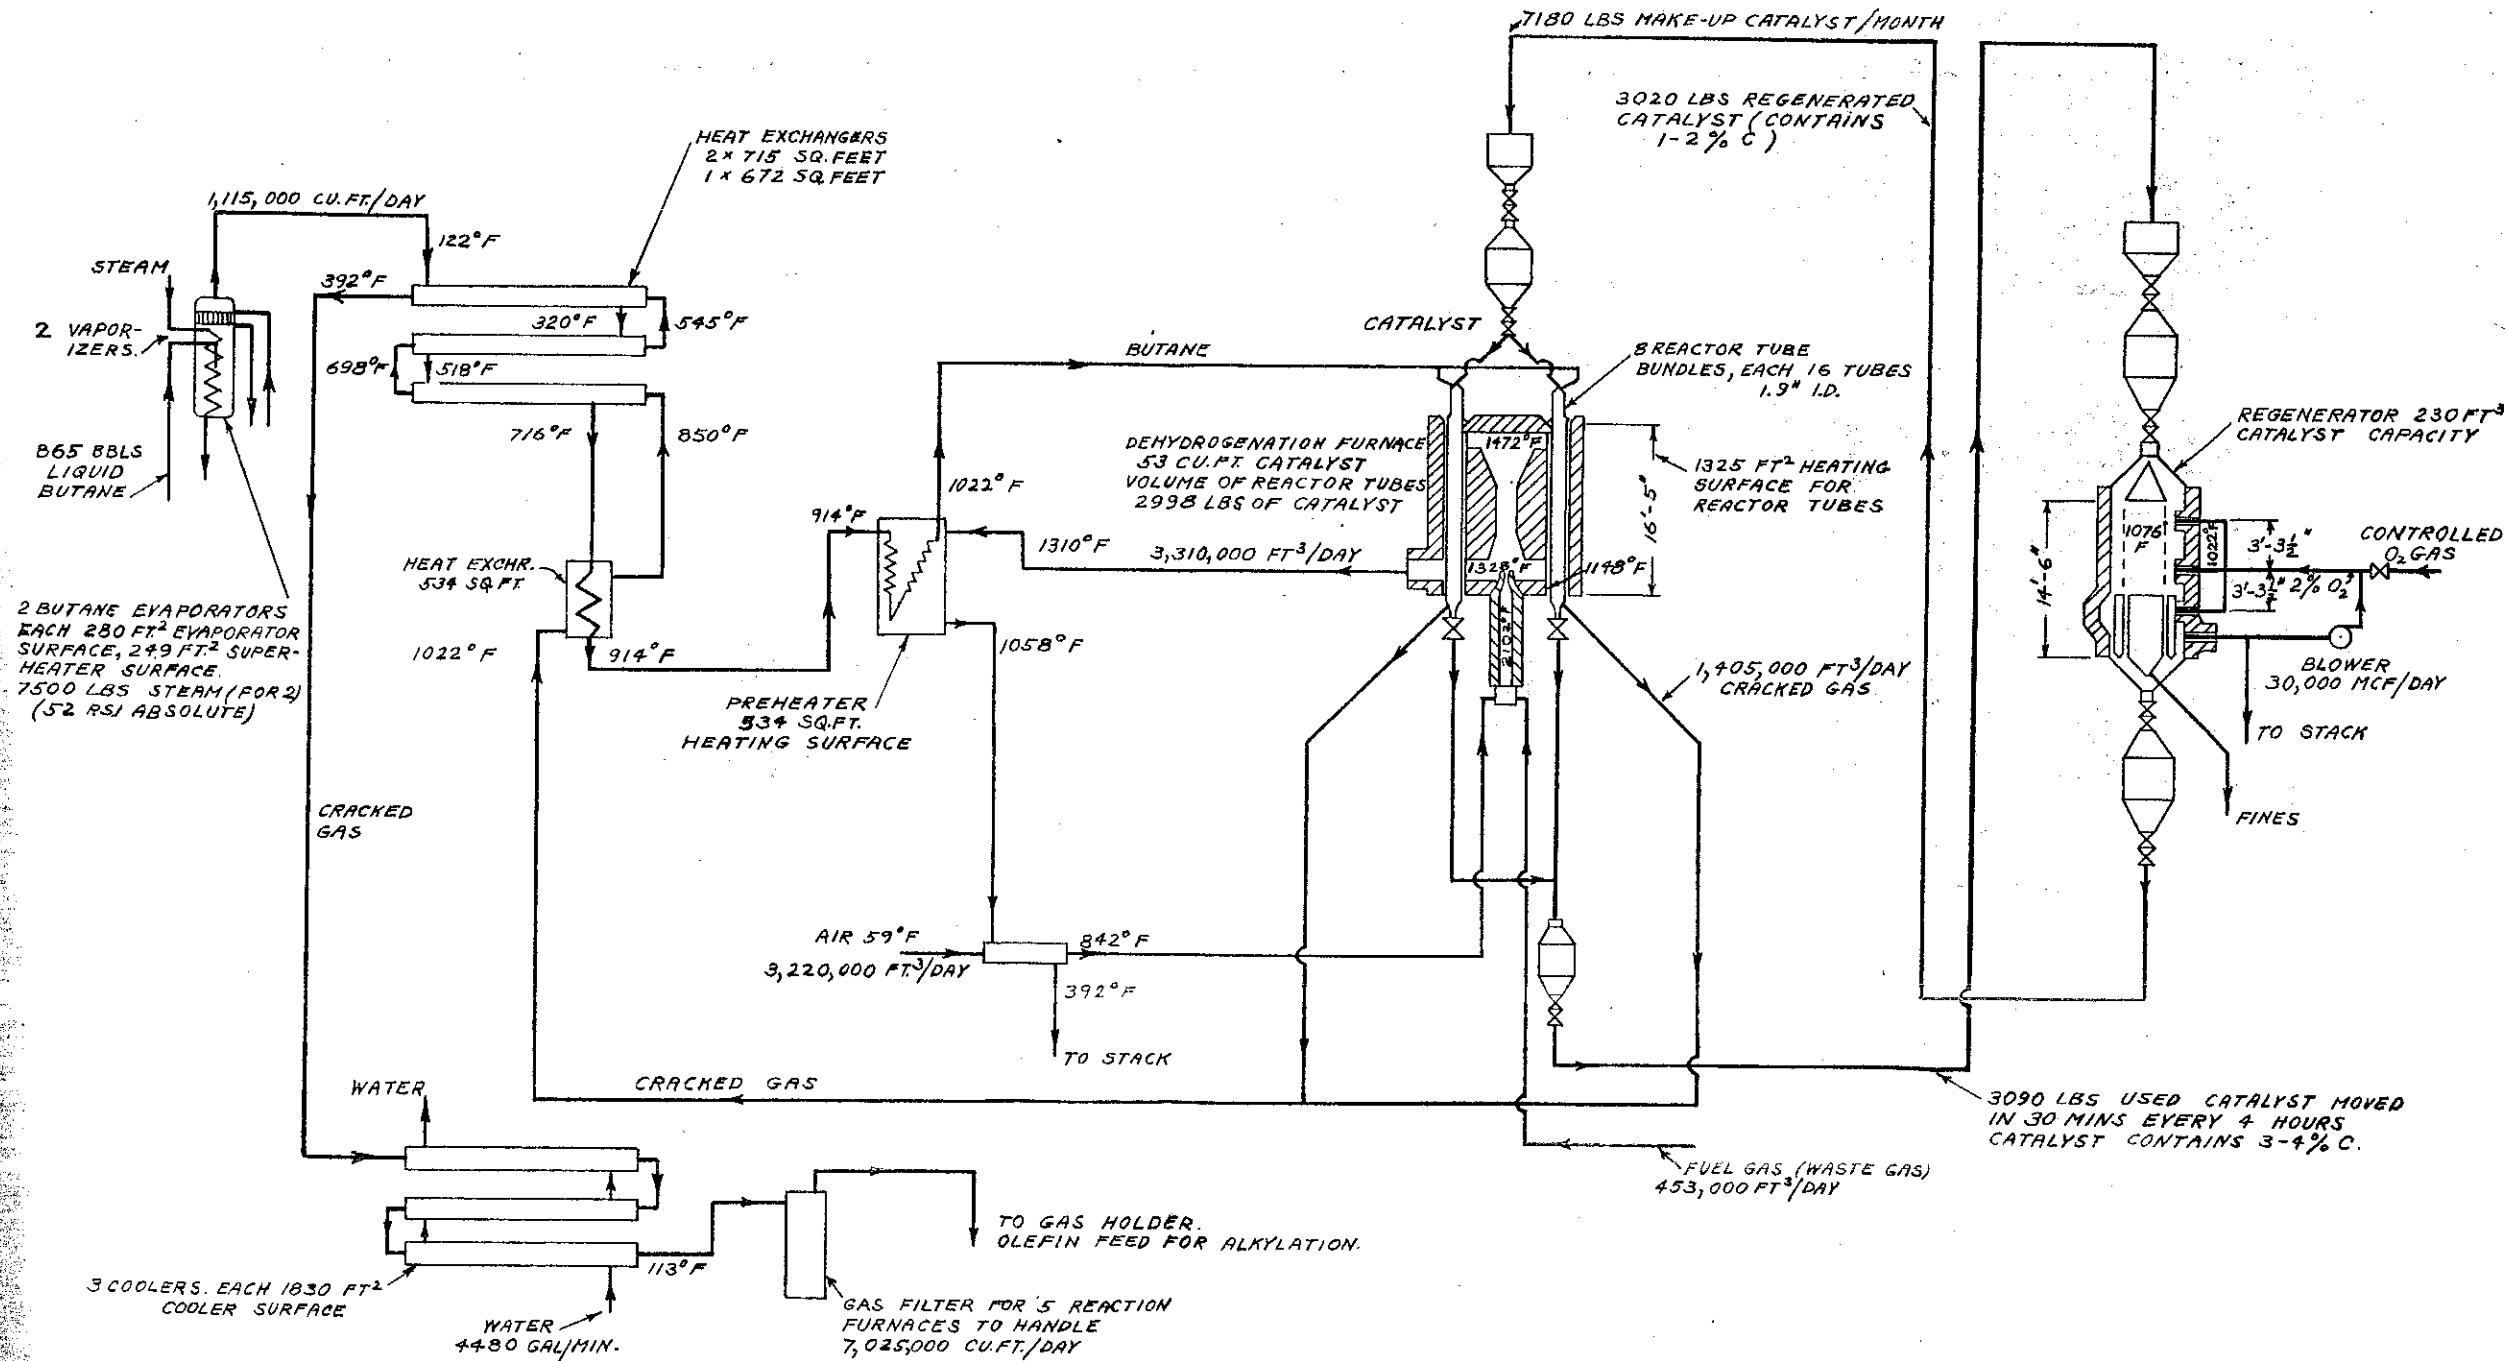 7180 LBS MAKE-UP CATALYST/MONTH
3020 LBS REGENERATED
CATALYST (CONTAINS
1-2% C)
HEAT EXCHANGERS
2 × 715 SQ. FEET
1 × 672 SQ. FEET
1,115,000 CU. FT./DAY
122°F
STEAM
392°F
2 VAPOR-
IZERS.
320°F
545°F
698°F
518°F
716°F
850°F
865 BBLS
LIQUID
BUTANE
CATALYST
BUTANE
8 REACTOR TUBE
BUNDLES, EACH 16 TUBES
1.9" I.D.
REGENERATOR 230 FT³
CATALYST CAPACITY
DEHYDROGENATION FURNACE
53 CU. FT. CATALYST
VOLUME OF REACTOR TUBES
2998 LBS OF CATALYST
1472°F
1325 FT² HEATING
SURFACE FOR
REACTOR TUBES
16'-5"
1022°F
914°F
1310°F
3,310,000 FT³/DAY
1328°F
1148°F
2102°F
14'-6"
1076°
F
1022°F
3'-3½"
3'-3½"
2% O₂
CONTROLLED
O₂ GAS
BLOWER
30,000 MCF/DAY
TO STACK
FINES
HEAT EXCHR.
534 SQ. FT.
2 BUTANE EVAPORATORS
EACH 280 FT² EVAPORATOR
SURFACE, 249 FT² SUPER-
HEATER SURFACE.
7500 LBS STEAM (FOR 2)
(52 PSI ABSOLUTE)
1022°F
914°F
1058°F
PREHEATER
534 SQ. FT.
HEATING SURFACE
1,405,000 FT³/DAY
CRACKED GAS
CRACKED
GAS
AIR 59°F
3,220,000 FT³/DAY
842°F
392°F
TO STACK
WATER
CRACKED GAS
3090 LBS USED CATALYST MOVED
IN 30 MINS EVERY 4 HOURS
CATALYST CONTAINS 3-4% C.
FUEL GAS (WASTE GAS)
453,000 FT³/DAY
TO GAS HOLDER.
OLEFIN FEED FOR ALKYLATION.
113°F
3 COOLERS. EACH 1830 FT²
COOLER SURFACE
WATER
4480 GAL/MIN.
GAS FILTER FOR 5 REACTION
FURNACES TO HANDLE
7,025,000 CU. FT./DAY